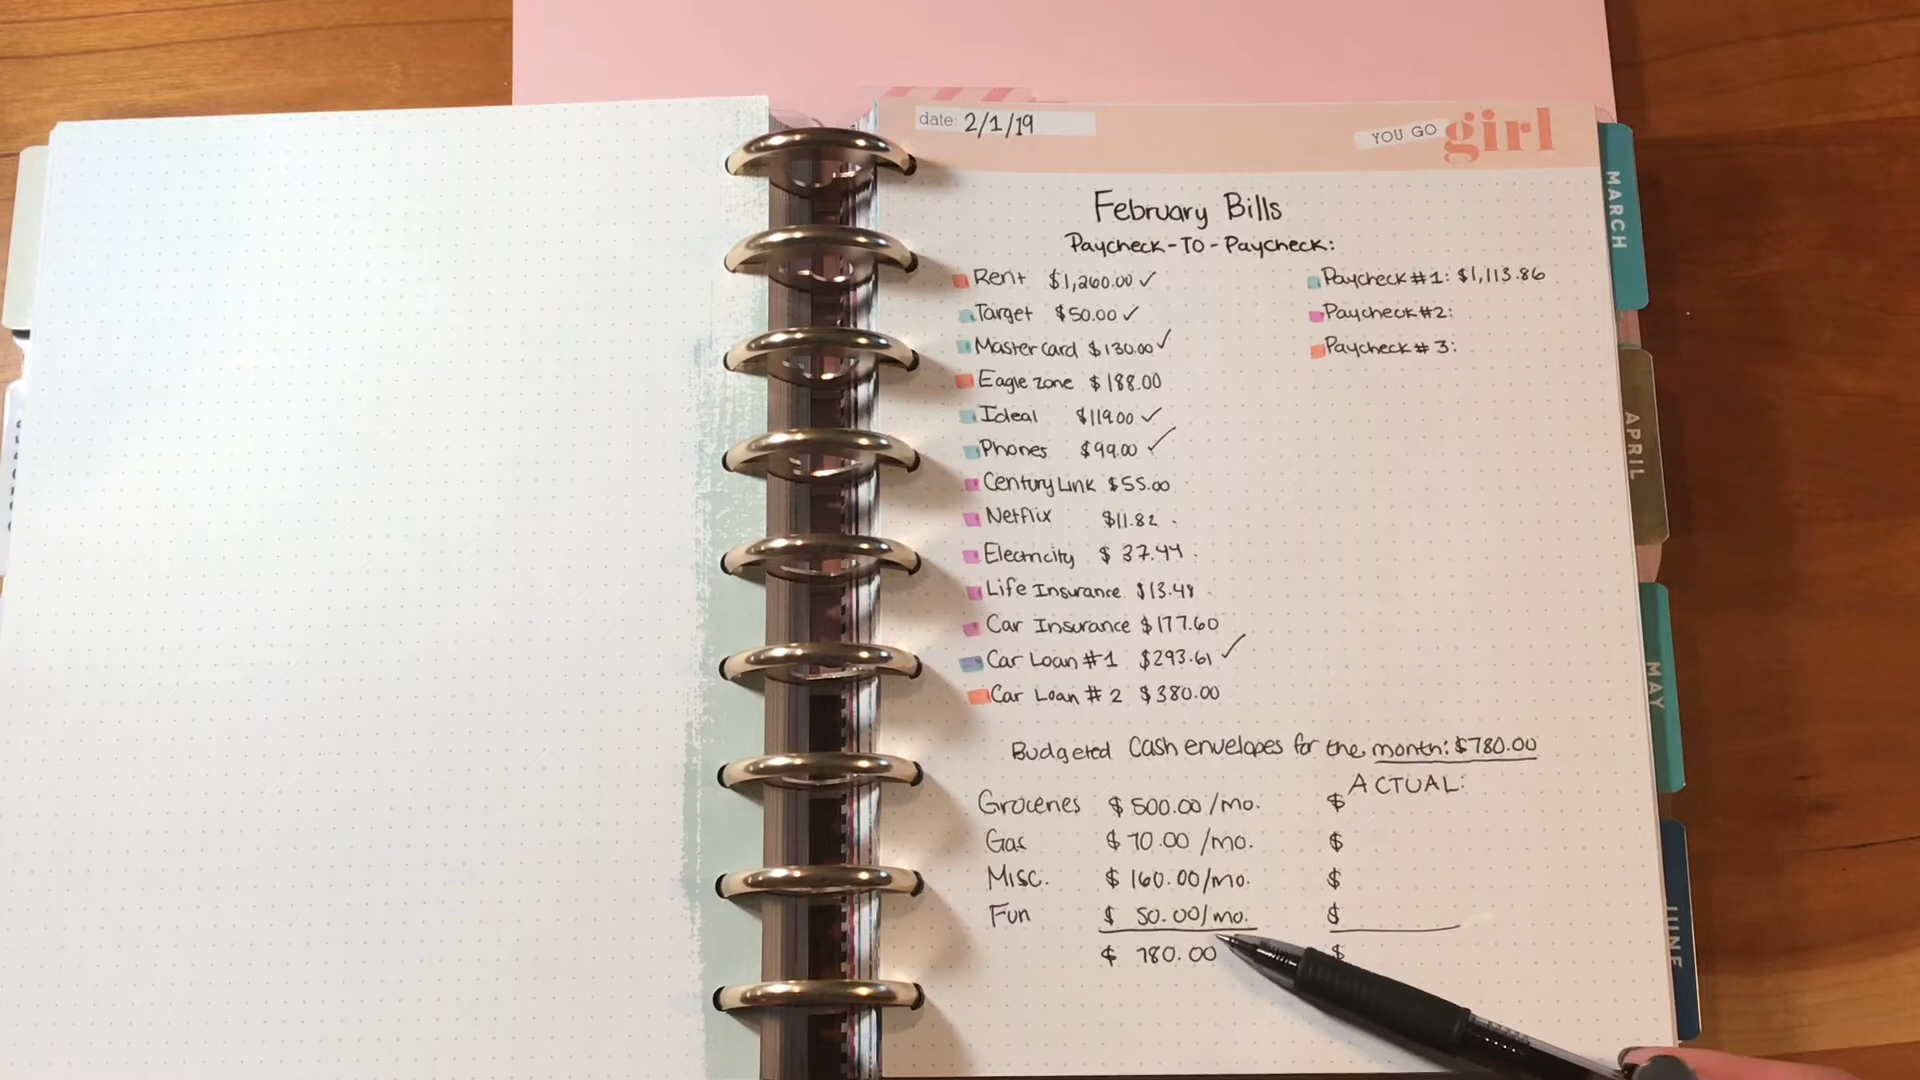 date: 2/1/19
YOU GO girl
February Bills
Paycheck-TO-Paycheck:
Rent $1,260.00 ✓
Target $50.00 ✓
Mastercard $130.00 ✓
Eagle zone $188.00
Ideal $119.00 ✓
Phones $99.00 ✓
Century Link $55.00
Netflix $11.82
Electricity $37.44
Life Insurance $13.48
Car Insurance $177.60
Car Loan #1 $293.61 ✓
Car Loan #2 $380.00
Paycheck #1: $1,113.86
Paycheck #2:
Paycheck #3:
Budgeted Cash envelopes for the month: $780.00
ACTUAL:
Groceries $500.00/mo. $
Gas $70.00/mo. $
Misc. $160.00/mo. $
Fun $50.00/mo. $
$780.00 $
MARCH
APRIL
MAY
JUNE